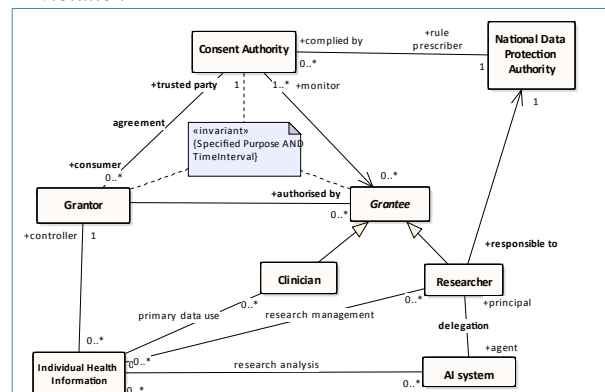 Consent Authority
+complied by
0..*
+rule
prescriber
1
National Data
Protection
Authority
1
+trusted party
1
1..*
+monitor
agreement
«invariant»
{Specified Purpose AND
TimeInterval}
+consumer
0..*
0..*
Grantor
+authorised by
0..*
Grantee
+controller
1
+responsible to
Clinician
Researcher
primary data use
0..*
research management
0..*
+principal
delegation
0..*
0..*
+agent
Individual Health
Information
research analysis
AI system
0..*
0..*